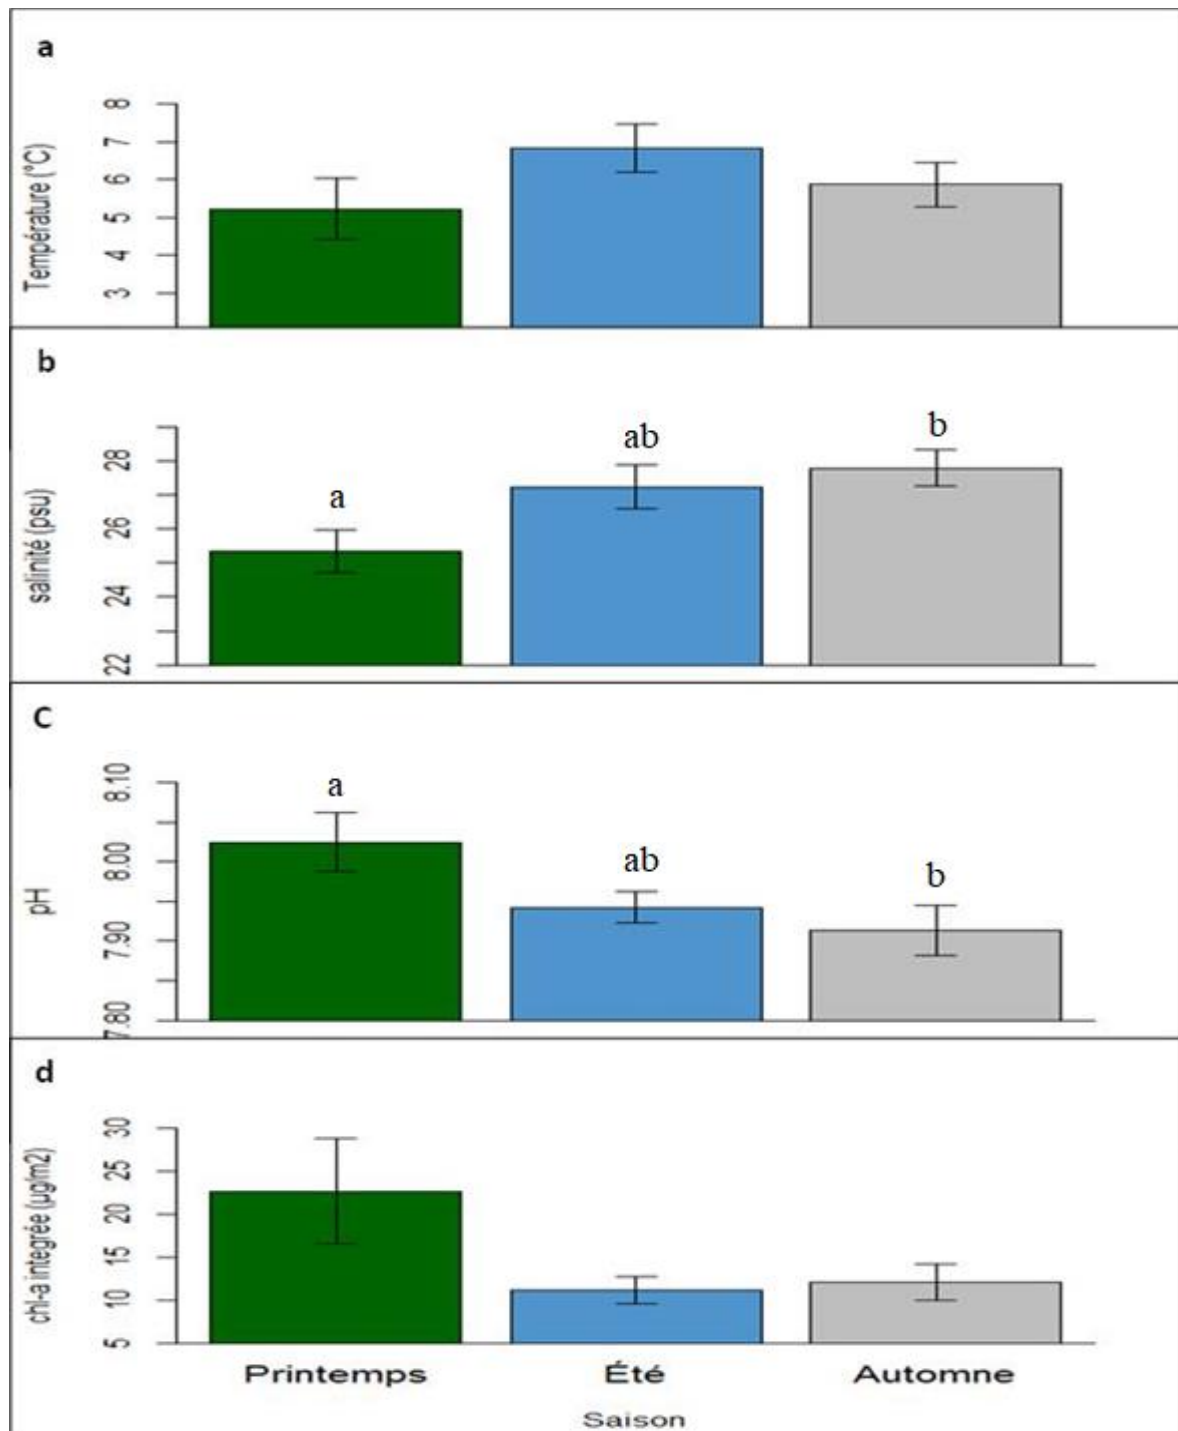 a
Température (°C)
8
7
6
5
4
3
b
salinité (psu)
28
26
24
22
a
ab
b
C
pH
8.10
8.00
7.90
7.80
a
ab
b
d
chl-a integrée (µg/m2)
30
25
20
15
10
5
Printemps Été Automne
Saison